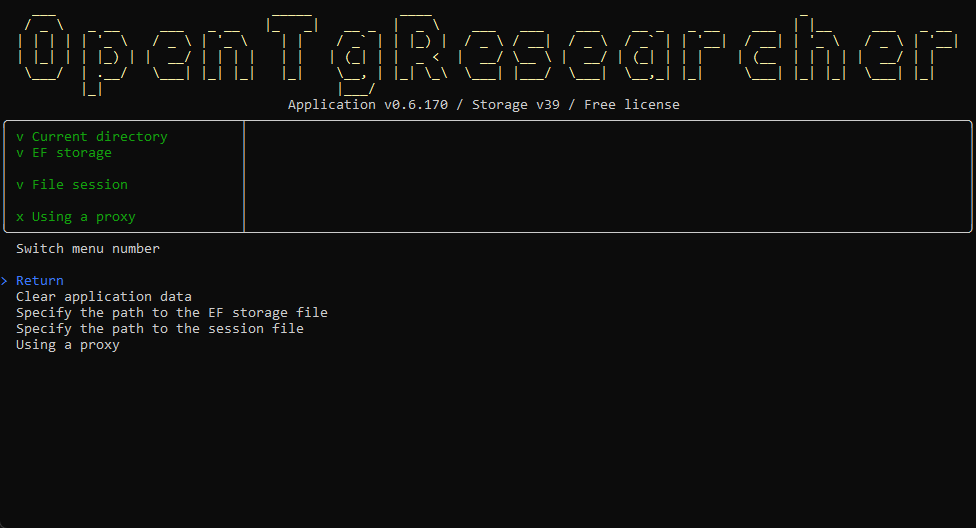 OpenTgResearcher
Application v0.6.170 / Storage v39 / Free license
v Current directory
v EF storage
v File session
x Using a proxy
Switch menu number
> Return
Clear application data
Specify the path to the EF storage file
Specify the path to the session file
Using a proxy